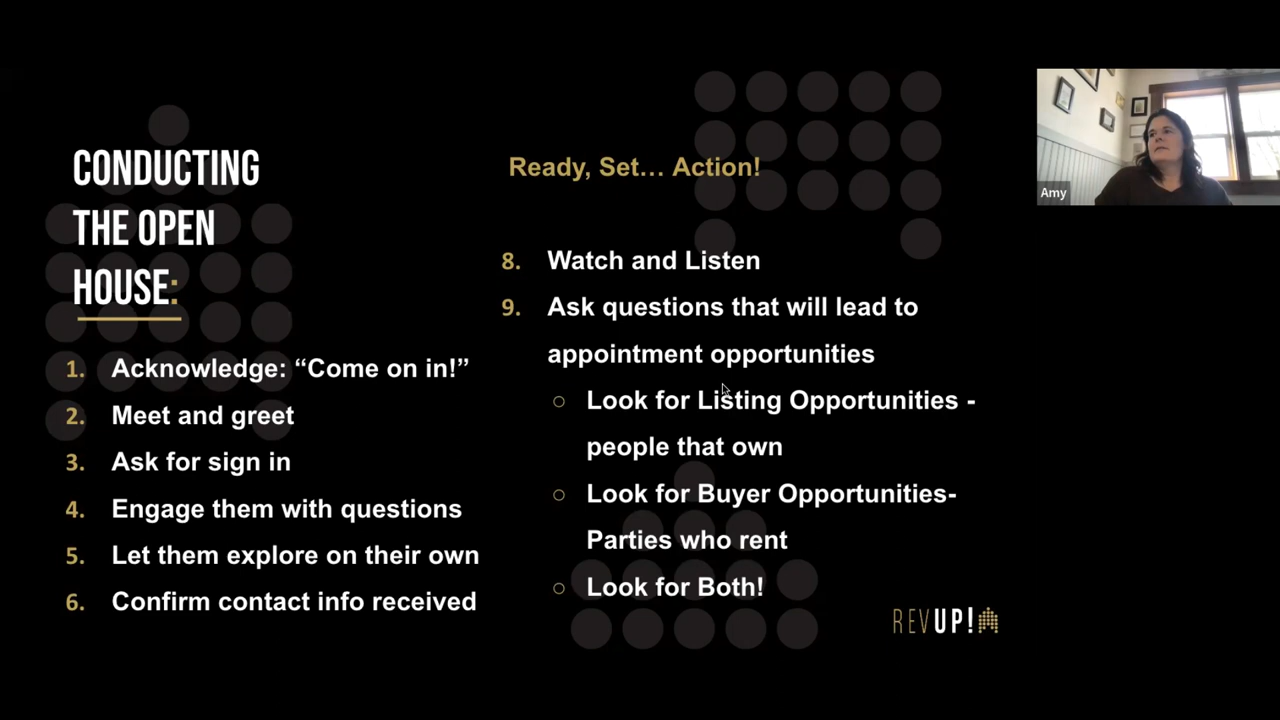 CONDUCTING
THE OPEN
HOUSE:
1. Acknowledge: “Come on in!”
2. Meet and greet
3. Ask for sign in
4. Engage them with questions
5. Let them explore on their own
6. Confirm contact info received
Ready, Set… Action!
8. Watch and Listen
9. Ask questions that will lead to
appointment opportunities
○ Look for Listing Opportunities -
people that own
○ Look for Buyer Opportunities-
Parties who rent
○ Look for Both!
REVUP!
Amy